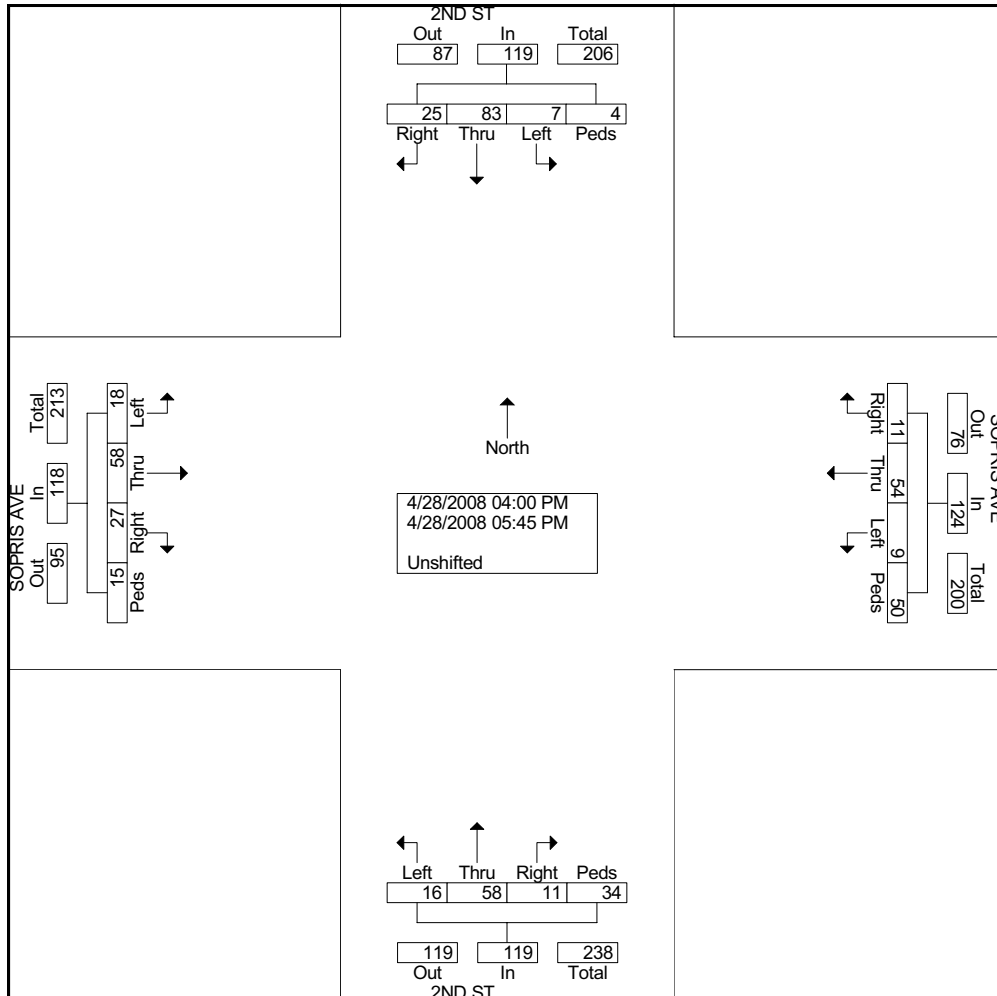 2ND ST
Out In Total
87 119 206
25 83 7 4
Right Thru Left Peds
SOPRIS AVE
Total In Out
213 118 95
18 58 27 15
Left Thru Right Peds
North
4/28/2008 04:00 PM
4/28/2008 05:45 PM
Unshifted
Right Thru Left Peds
11 54 9 50
Out In Total
76 124 200
SOPRIS AVE
Left Thru Right Peds
16 58 11 34
119 119 238
Out In Total
2ND ST